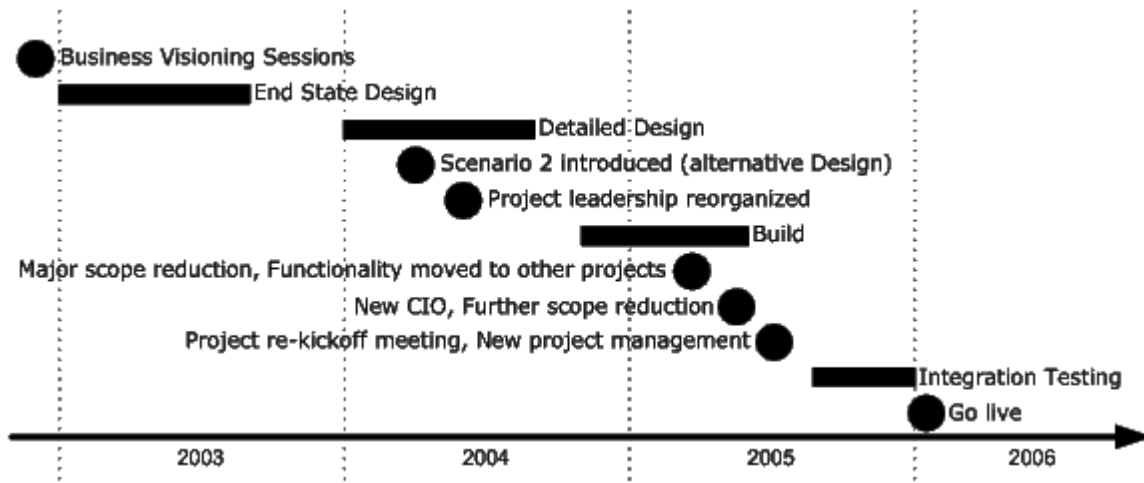 Business Visioning Sessions
End State Design
Detailed Design
Scenario 2 introduced (alternative Design)
Project leadership reorganized
Build
Major scope reduction, Functionality moved to other projects
New CIO, Further scope reduction
Project re-kickoff meeting, New project management
Integration Testing
Go live
2003 2004 2005 2006